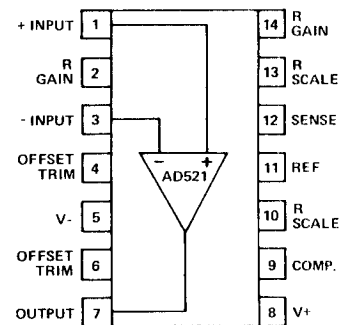 + INPUT 1
R
GAIN 2
- INPUT 3
OFFSET
TRIM 4
V- 5
OFFSET
TRIM 6
OUTPUT 7
- +
AD521
14 R
GAIN
13 R
SCALE
12 SENSE
11 REF
10 R
SCALE
9 COMP.
8 V+